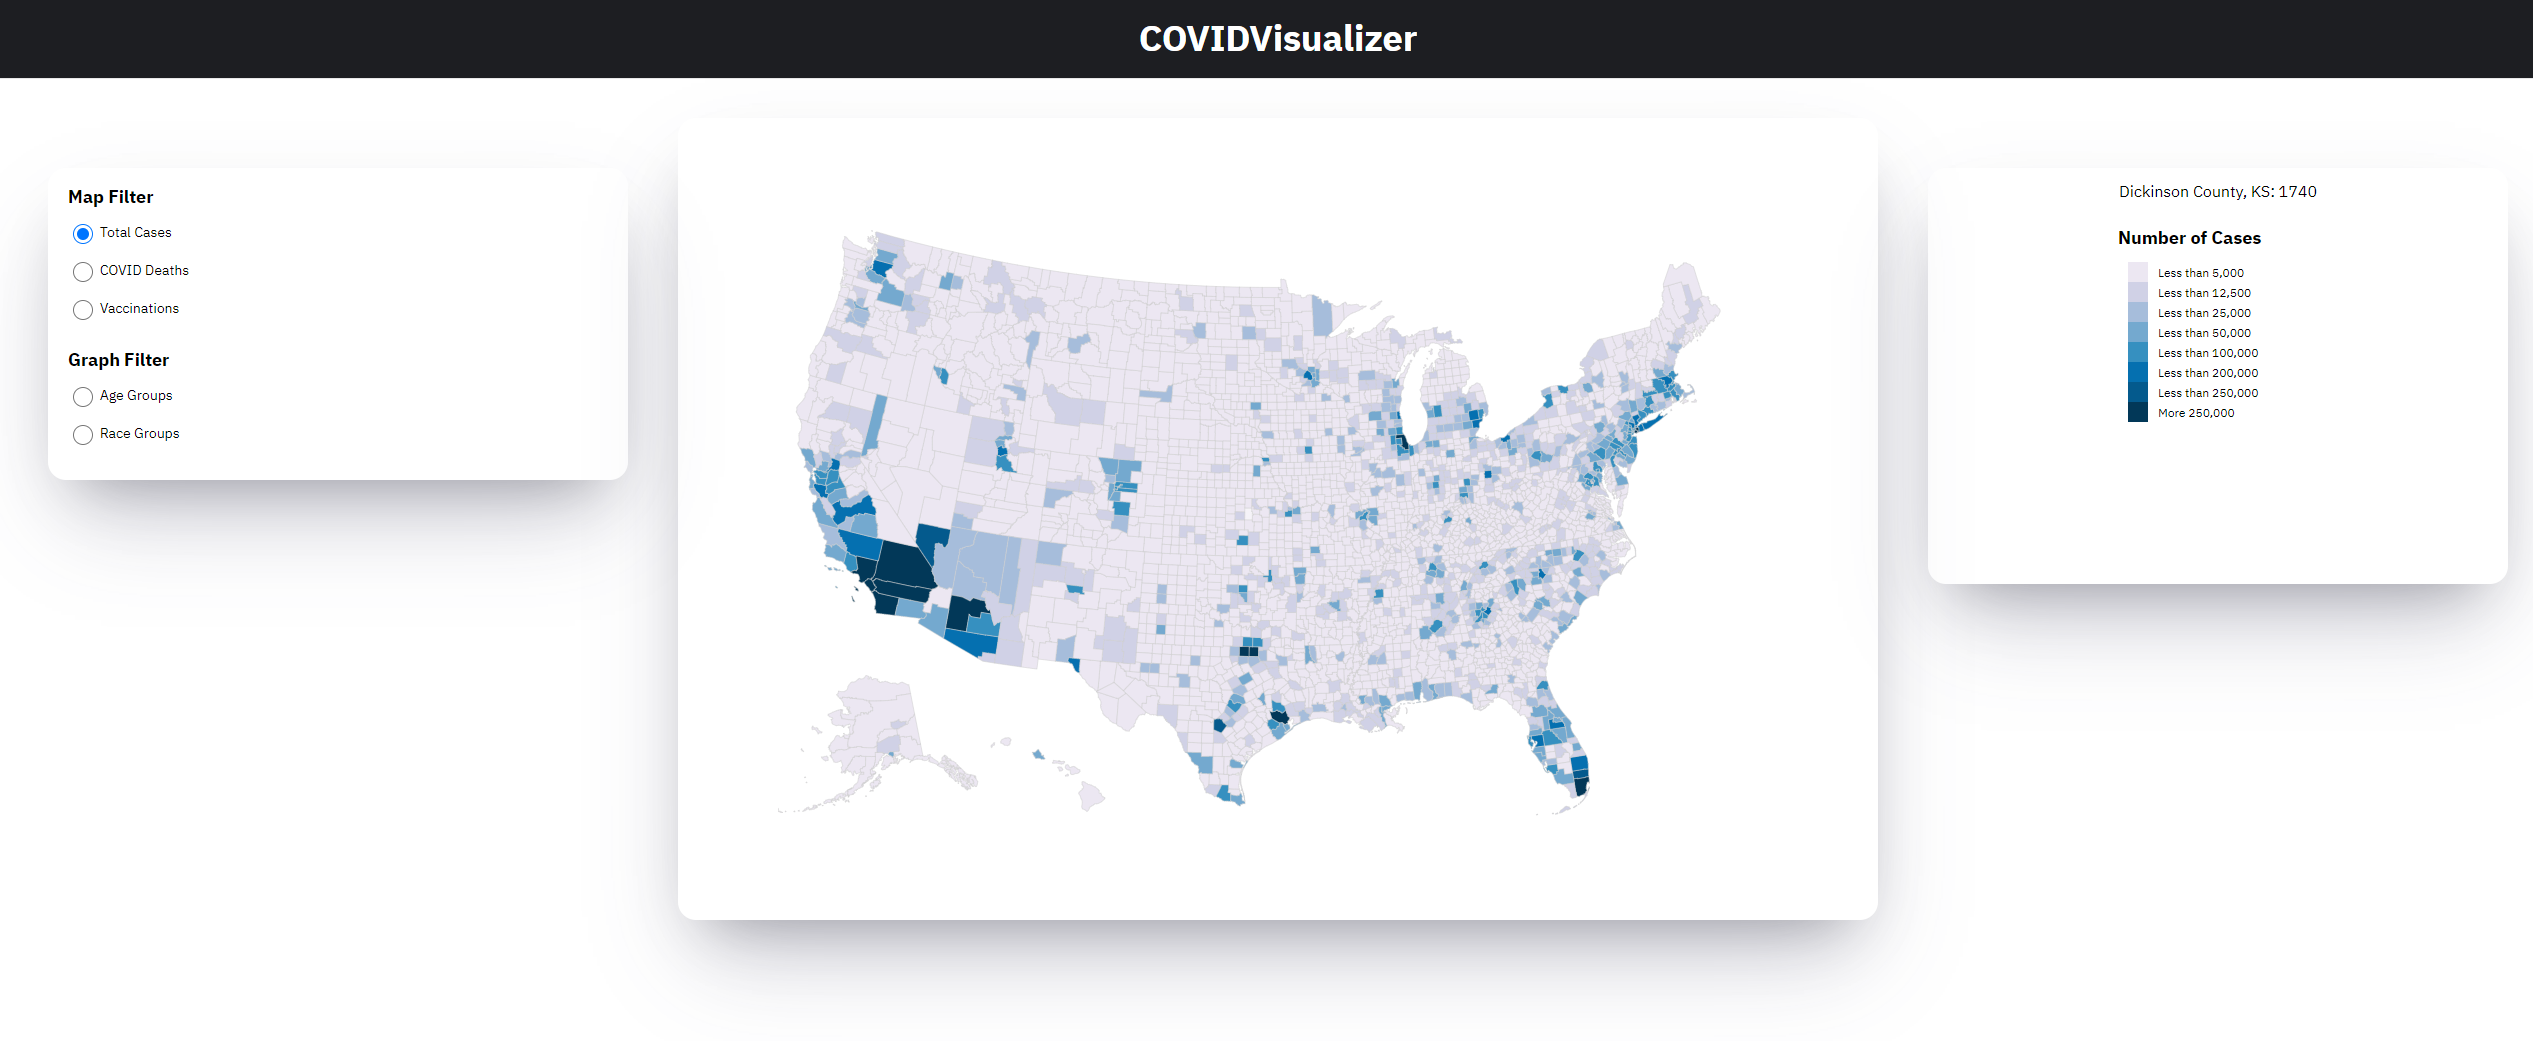 COVIDVisualizer
Map Filter
Total Cases
COVID Deaths
Vaccinations
Graph Filter
Age Groups
Race Groups
Dickinson County, KS: 1740
Number of Cases
Less than 5,000
Less than 12,500
Less than 25,000
Less than 50,000
Less than 100,000
Less than 200,000
Less than 250,000
More 250,000